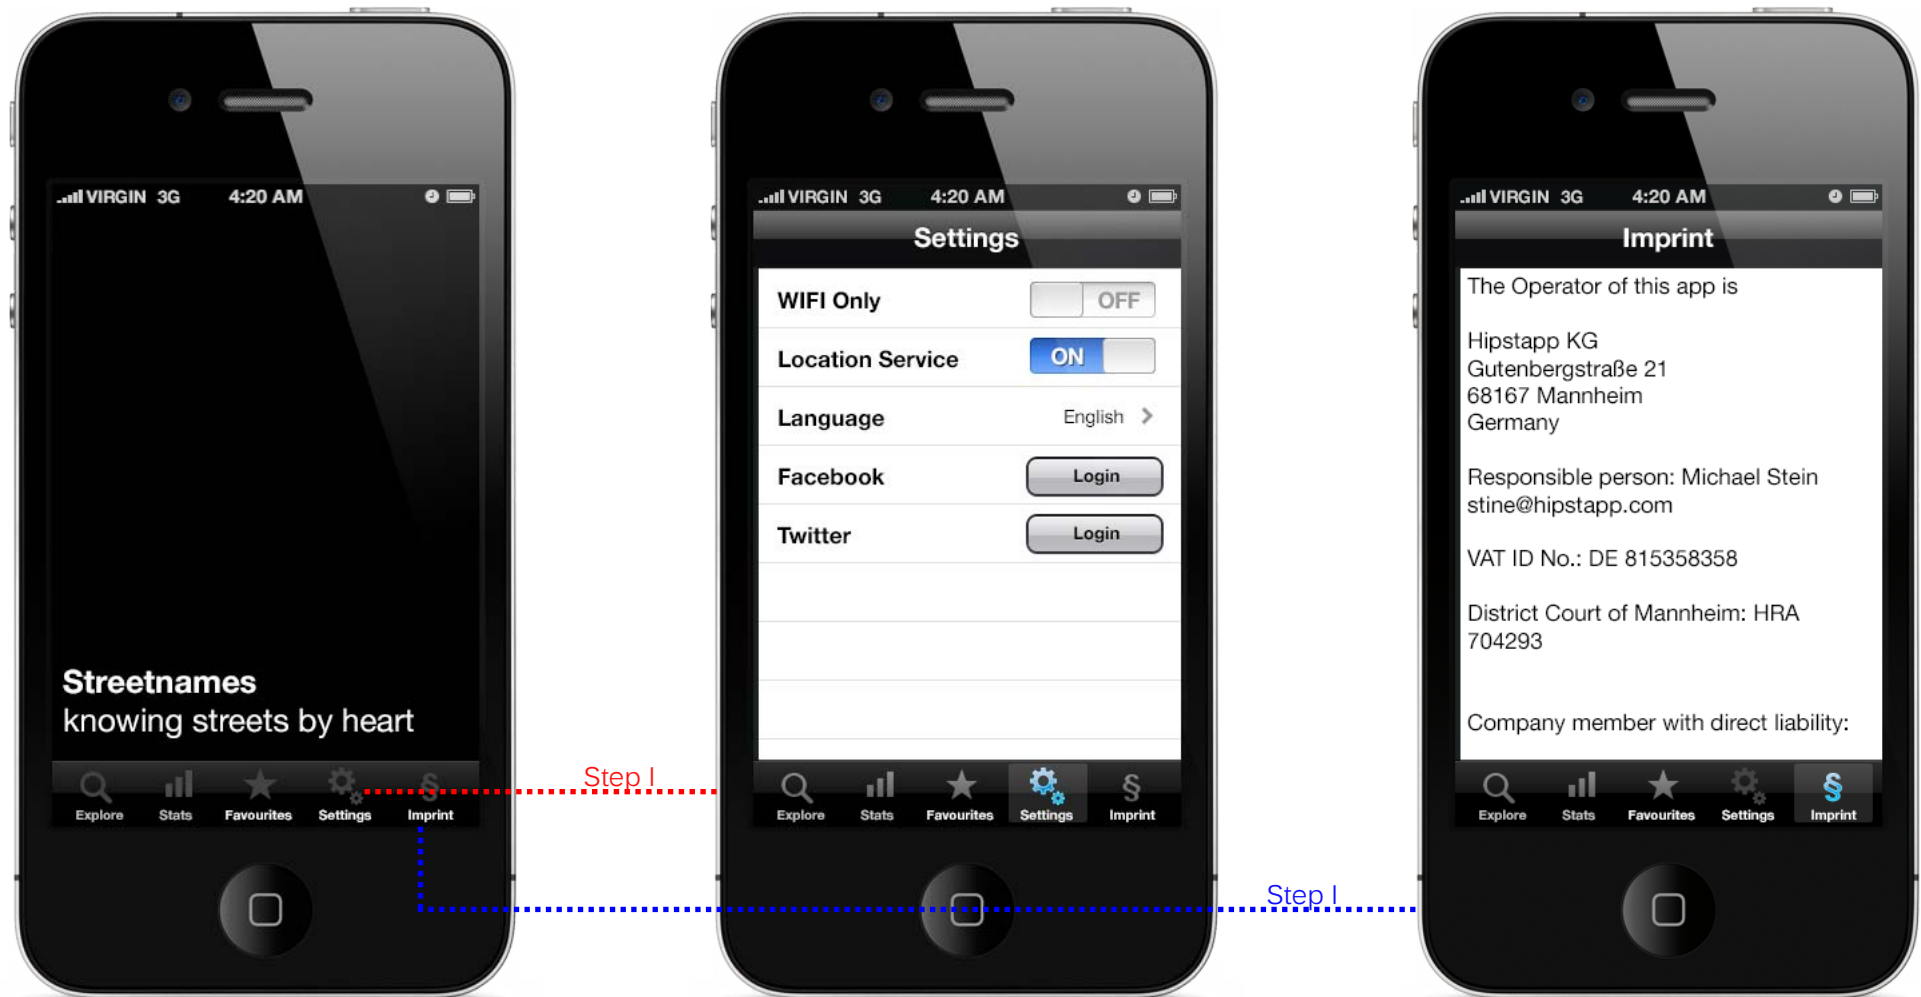 VIRGIN 3G 4:20 AM
Streetnames
knowing streets by heart
Explore Stats Favourites Settings Imprint
Step I
VIRGIN 3G 4:20 AM
Settings
WIFI Only OFF
Location Service ON
Language English
Facebook Login
Twitter Login
Explore Stats Favourites Settings Imprint
Step I
VIRGIN 3G 4:20 AM
Imprint
The Operator of this app is
Hipstapp KG
Gutenbergstraße 21
68167 Mannheim
Germany
Responsible person: Michael Stein
stine@hipstapp.com
VAT ID No.: DE 815358358
District Court of Mannheim: HRA
704293
Company member with direct liability:
§
Explore Stats Favourites Settings Imprint